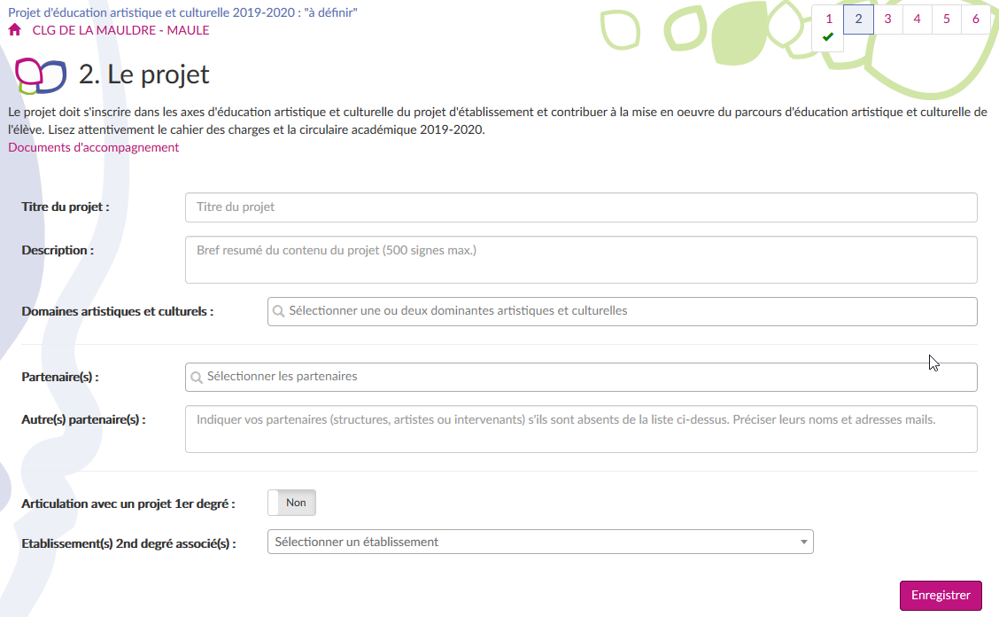 Projet d'éducation artistique et culturelle 2019-2020 : "à définir"
CLG DE LA MAULDRE - MAULE
1 2 3 4 5 6
2. Le projet
Le projet doit s'inscrire dans les axes d'éducation artistique et culturelle du projet d'établissement et contribuer à la mise en oeuvre du parcours d'éducation artistique et culturelle de
l'élève. Lisez attentivement le cahier des charges et la circulaire académique 2019-2020.
Documents d'accompagnement
Titre du projet : Titre du projet
Description : Bref resumé du contenu du projet (500 signes max.)
Domaines artistiques et culturels : Sélectionner une ou deux dominantes artistiques et culturelles
Partenaire(s) : Sélectionner les partenaires
Autre(s) partenaire(s) : Indiquer vos partenaires (structures, artistes ou intervenants) s'ils sont absents de la liste ci-dessus. Préciser leurs noms et adresses mails.
Articulation avec un projet 1er degré : Non
Etablissement(s) 2nd degré associé(s) : Sélectionner un établissement
Enregistrer